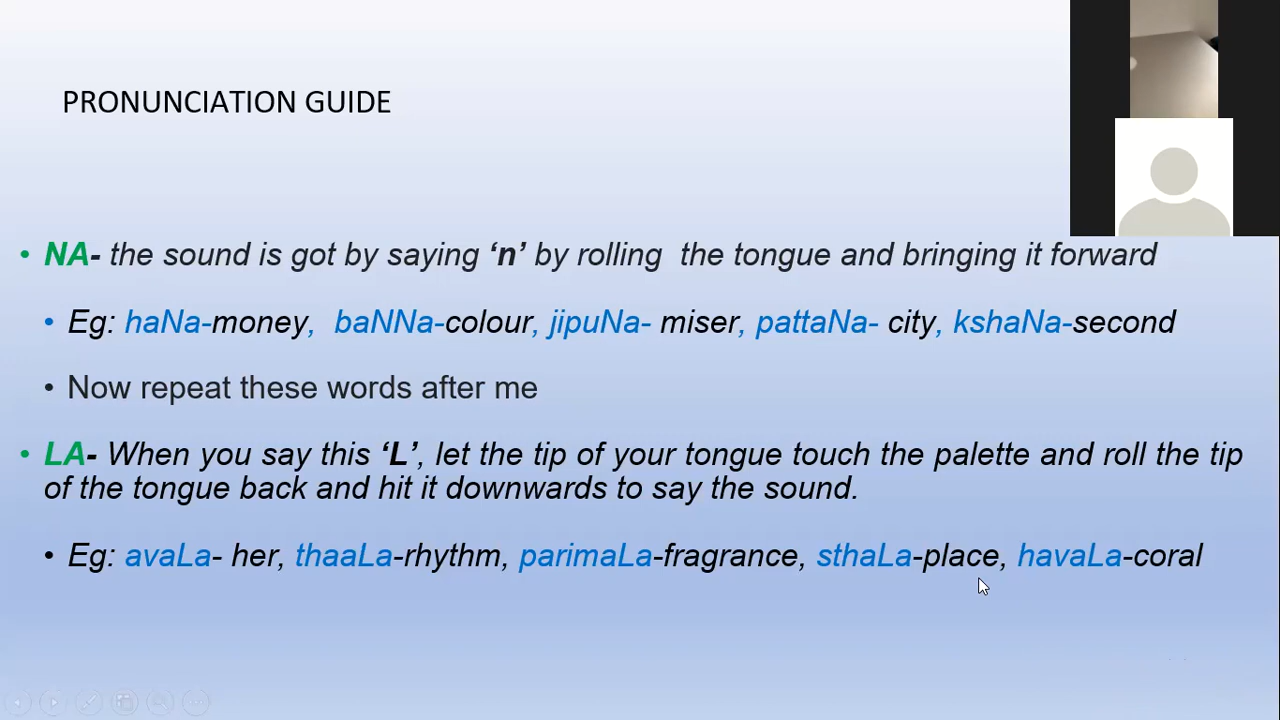 PRONUNCIATION GUIDE
• NA- the sound is got by saying ‘n’ by rolling the tongue and bringing it forward
• Eg: haNa-money, baNNa-colour, jipuNa- miser, pattaNa- city, kshaNa-second
• Now repeat these words after me
• LA- When you say this ‘L’, let the tip of your tongue touch the palette and roll the tip
of the tongue back and hit it downwards to say the sound.
• Eg: avaLa- her, thaaLa-rhythm, parimaLa-fragrance, sthaLa-place, havaLa-coral